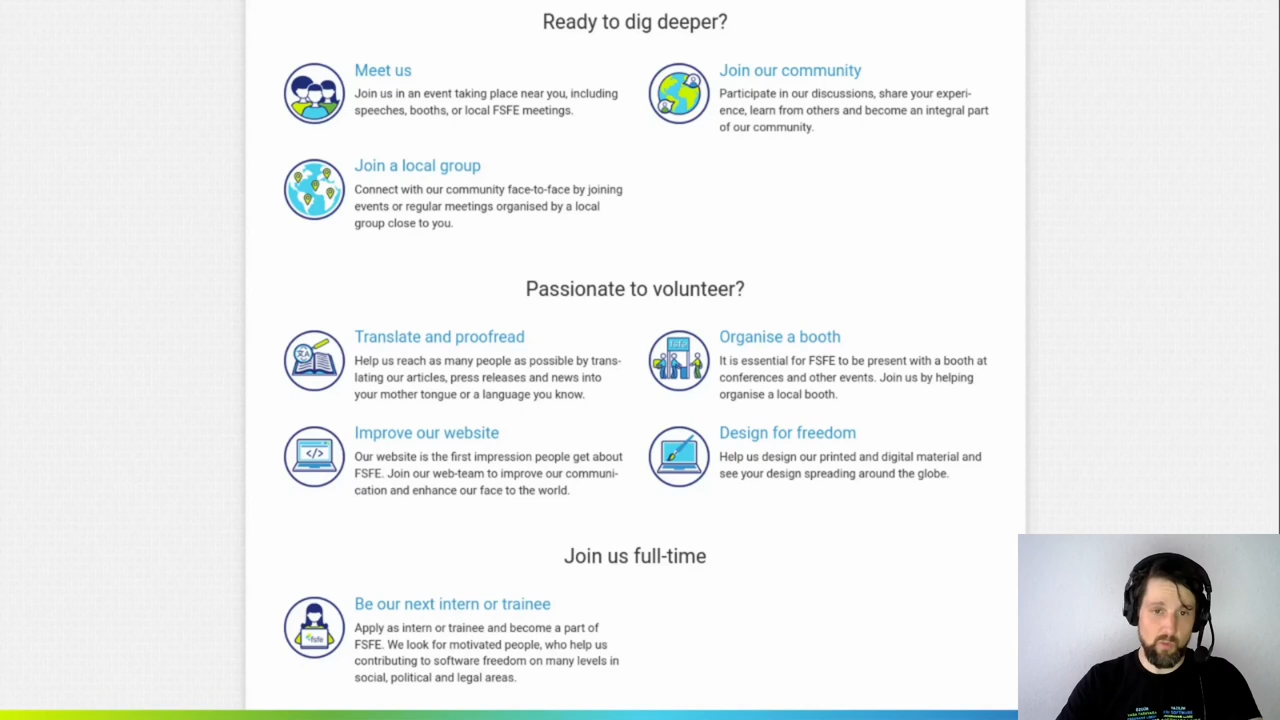 Ready to dig deeper?
Meet us
Join us in an event taking place near you, including
speeches, booths, or local FSFE meetings.
Join our community
Participate in our discussions, share your experi-
ence, learn from others and become an integral part
of our community.
Join a local group
Connect with our community face-to-face by joining
events or regular meetings organised by a local
group close to you.
Passionate to volunteer?
Translate and proofread
Help us reach as many people as possible by trans-
lating our articles, press releases and news into
your mother tongue or a language you know.
Organise a booth
It is essential for FSFE to be present with a booth at
conferences and other events. Join us by helping
organise a local booth.
Improve our website
Our website is the first impression people get about
FSFE. Join our web-team to improve our communi-
cation and enhance our face to the world.
Design for freedom
Help us design our printed and digital material and
see your design spreading around the globe.
Join us full-time
Be our next intern or trainee
fsfe
Apply as intern or trainee and become a part of
FSFE. We look for motivated people, who help us
contributing to software freedom on many levels in
social, political and legal areas.